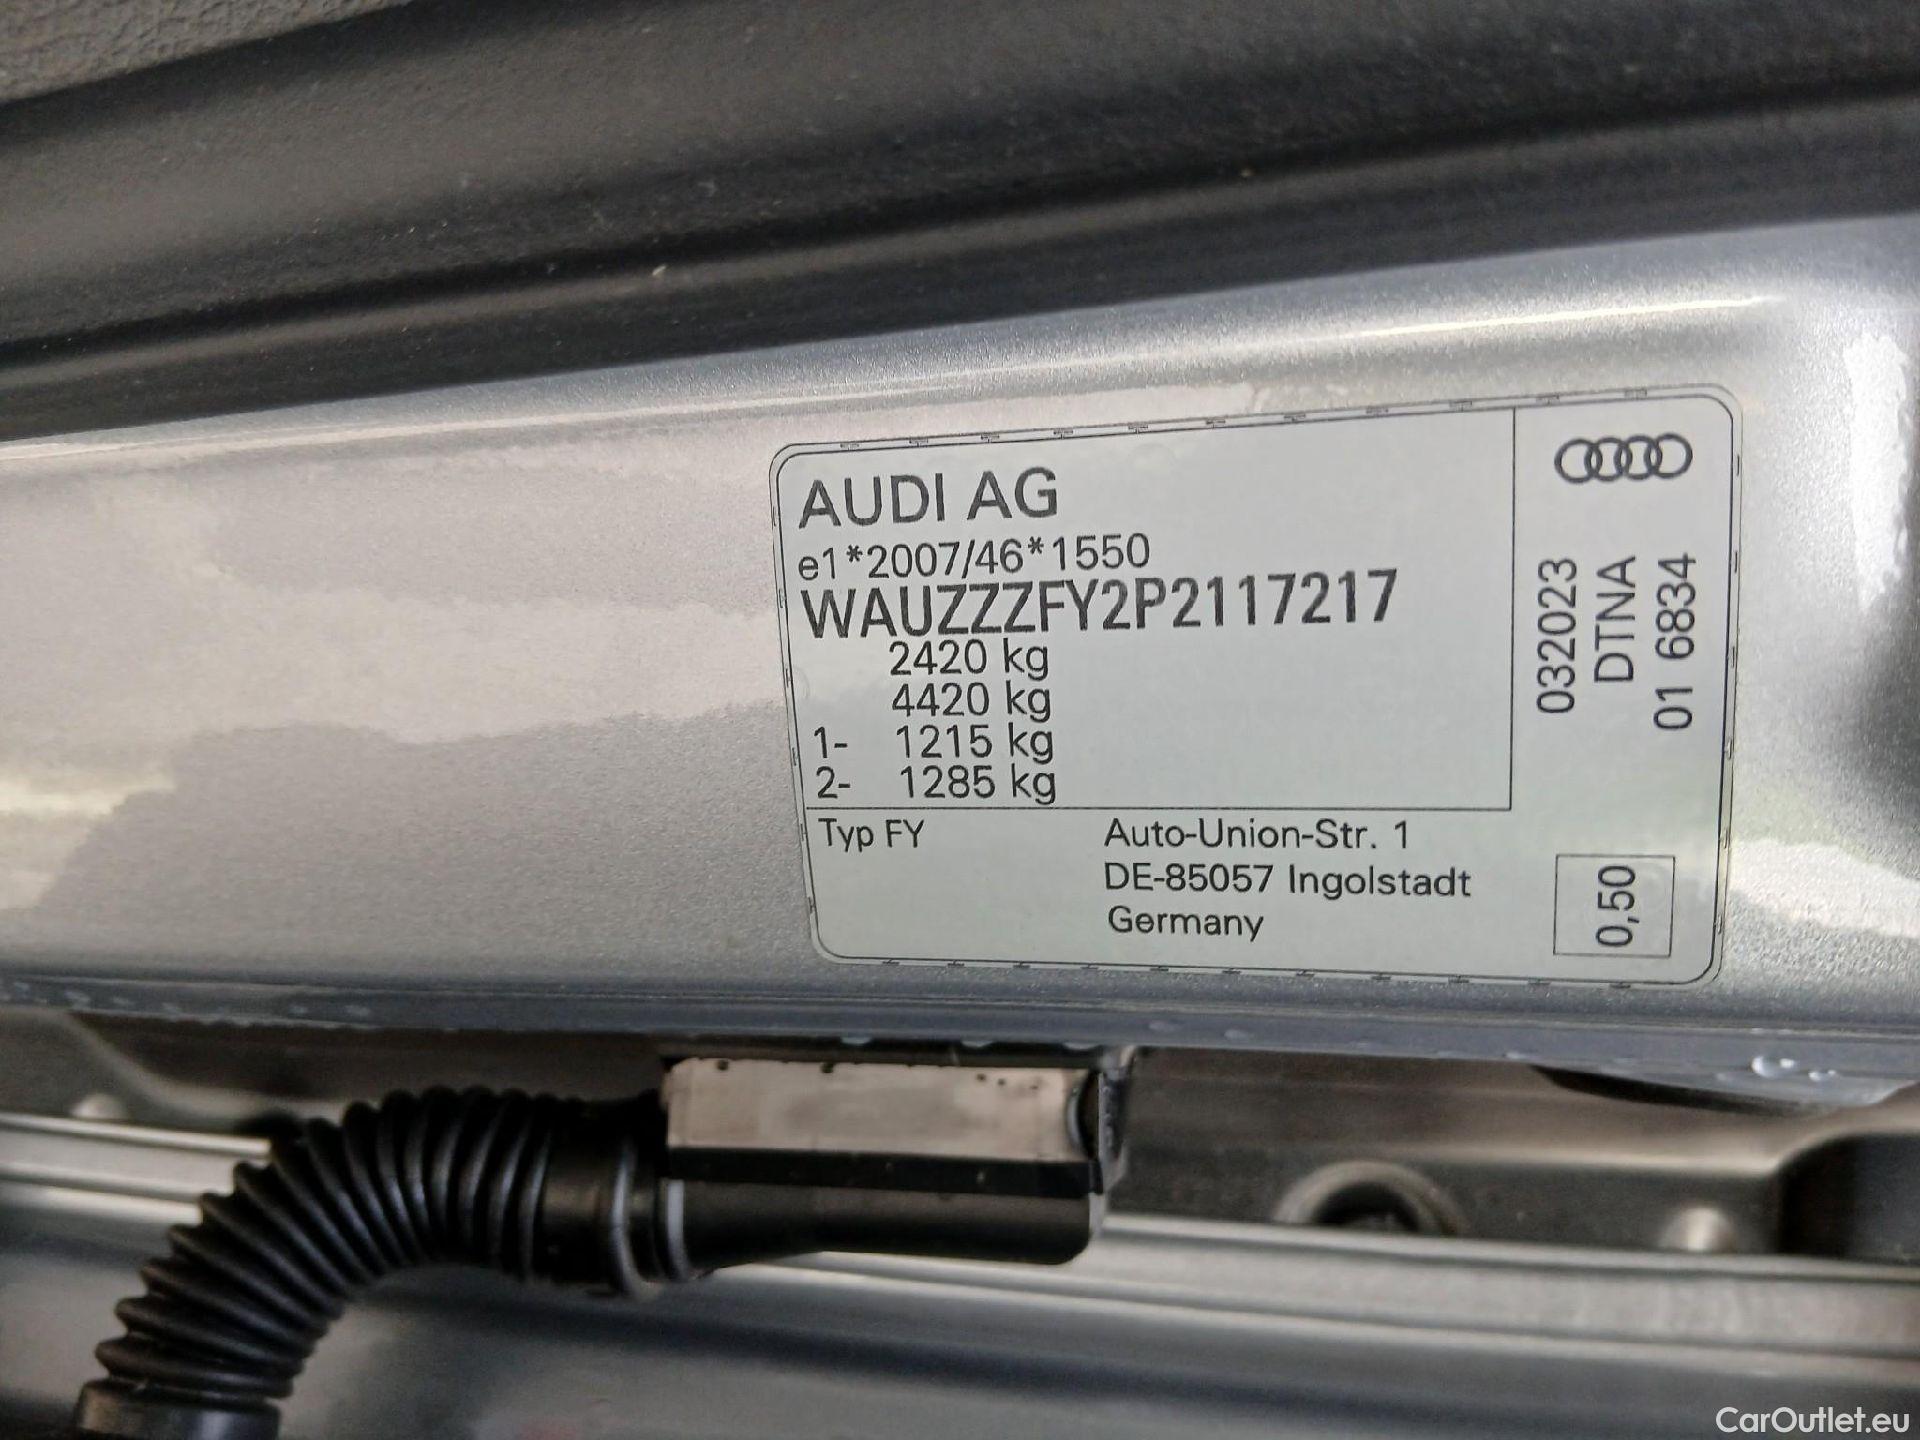 AUDI AG
e1*2007/46*1550
WAUZZZFY2P2117217
2420 kg
4420 kg
1- 1215 kg
2- 1285 kg
Typ FY
Auto-Union-Str. 1
DE-85057 Ingolstadt
Germany
032023
DTNA
01 6834
0,50
CarOutlet.eu